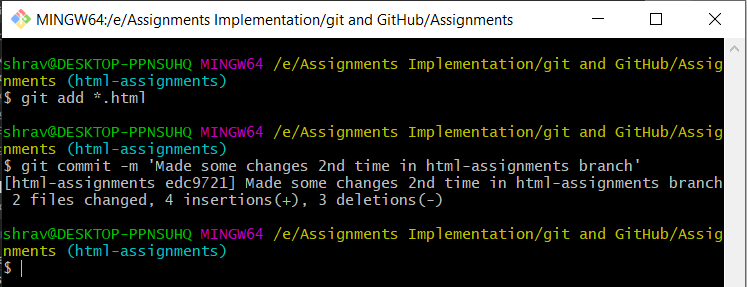 MINGW64:/e/Assignments Implementation/git and GitHub/Assignments
shrav@DESKTOP-PPNSUHQ MINGW64 /e/Assignments Implementation/git and GitHub/Assig
nments (html-assignments)
$ git add *.html
shrav@DESKTOP-PPNSUHQ MINGW64 /e/Assignments Implementation/git and GitHub/Assig
nments (html-assignments)
$ git commit -m 'Made some changes 2nd time in html-assignments branch'
[html-assignments edc9721] Made some changes 2nd time in html-assignments branch
 2 files changed, 4 insertions(+), 3 deletions(-)
shrav@DESKTOP-PPNSUHQ MINGW64 /e/Assignments Implementation/git and GitHub/Assig
nments (html-assignments)
$